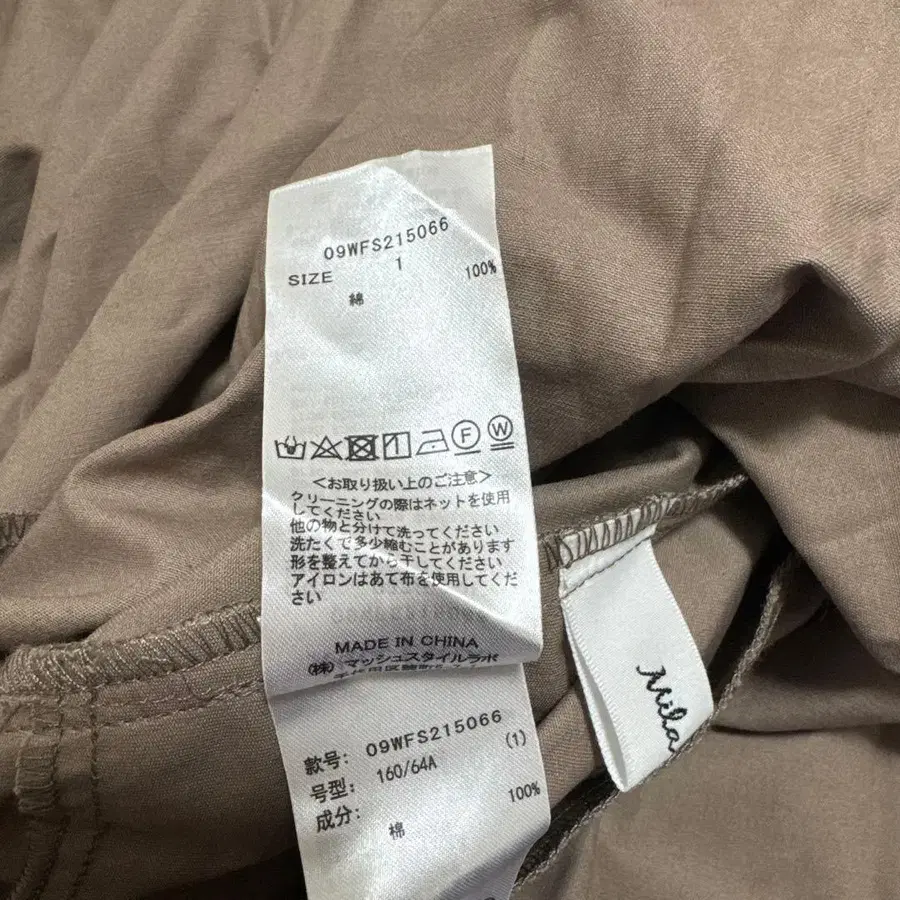 09WFS215066
SIZE 1
綿 100%
F W
<お取り扱い上のご注意>
クリーニングの際はネットを使用
してください
他の物と分けて洗ってください
洗たくで多少縮むことがあります
形を整えてから干してください
アイロンはあて布を使用してくだ
さい
MADE IN CHINA
(株) マッシュスタイルラボ
款号: 09WFS215066
号型: 160/64A (1)
成分:
棉 100%
Mila